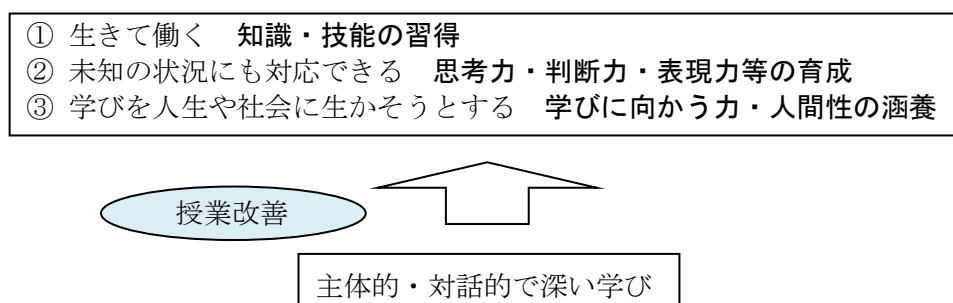 ① 生きて働く　知識・技能の習得
② 未知の状況にも対応できる　思考力・判断力・表現力等の育成
③ 学びを人生や社会に生かそうとする　学びに向かう力・人間性の涵養
授業改善
主体的・対話的で深い学び